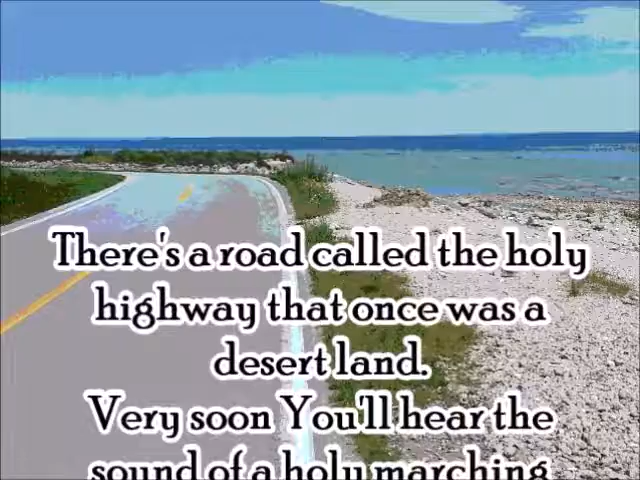 There's a road called the holy
highway that once was a
desert land.
Very soon You'll hear the
sound of a holy marching